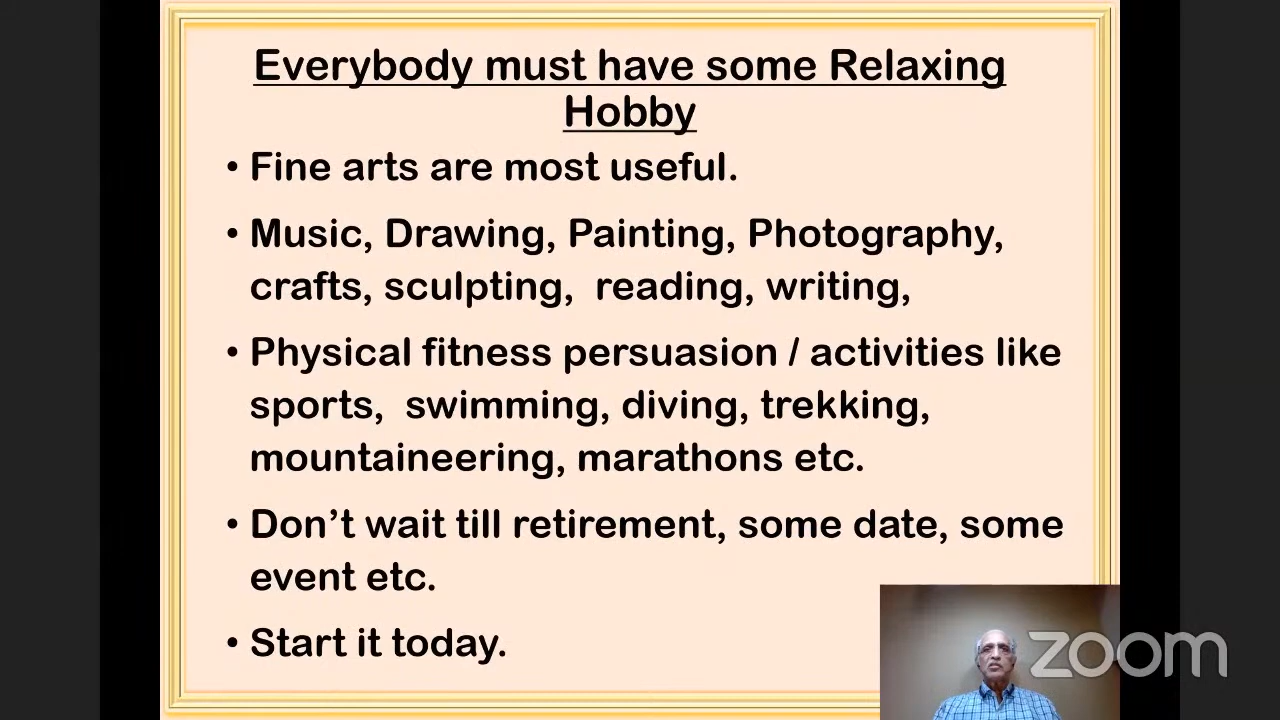 Everybody must have some Relaxing
Hobby
• Fine arts are most useful.
• Music, Drawing, Painting, Photography,
crafts, sculpting,  reading, writing,
• Physical fitness persuasion / activities like
sports,  swimming, diving, trekking,
mountaineering, marathons etc.
• Don’t wait till retirement, some date, some
event etc.
• Start it today.
zoom